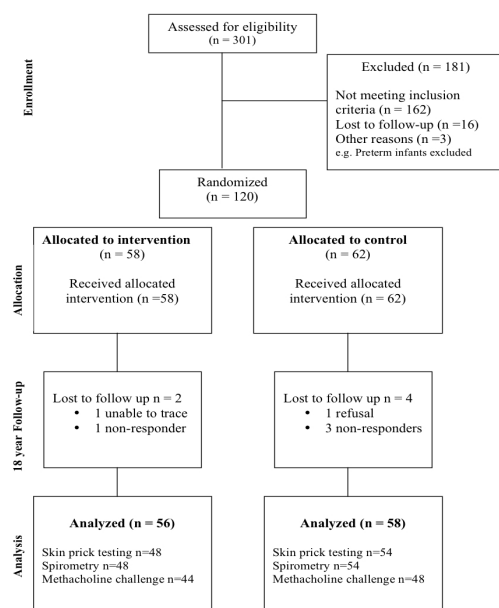 Assessed for eligibility
(n = 301)
Enrollment
Excluded (n = 181)
Not meeting inclusion
criteria (n = 162)
Lost to follow-up (n =16)
Other reasons (n =3)
e.g. Preterm infants excluded
Randomized
(n = 120)
Allocation
Allocated to intervention
(n = 58)
Received allocated
intervention (n =58)
Allocated to control
(n = 62)
Received allocated
intervention (n = 62)
18 year Follow-up
Lost to follow up n = 2
• 1 unable to trace
• 1 non-responder
Lost to follow up n = 4
• 1 refusal
• 3 non-responders
Analysis
Analyzed (n = 56)
Skin prick testing n=48
Spirometry n=48
Methacholine challenge n=44
Analyzed (n = 58)
Skin prick testing n=54
Spirometry n=54
Methacholine challenge n=48